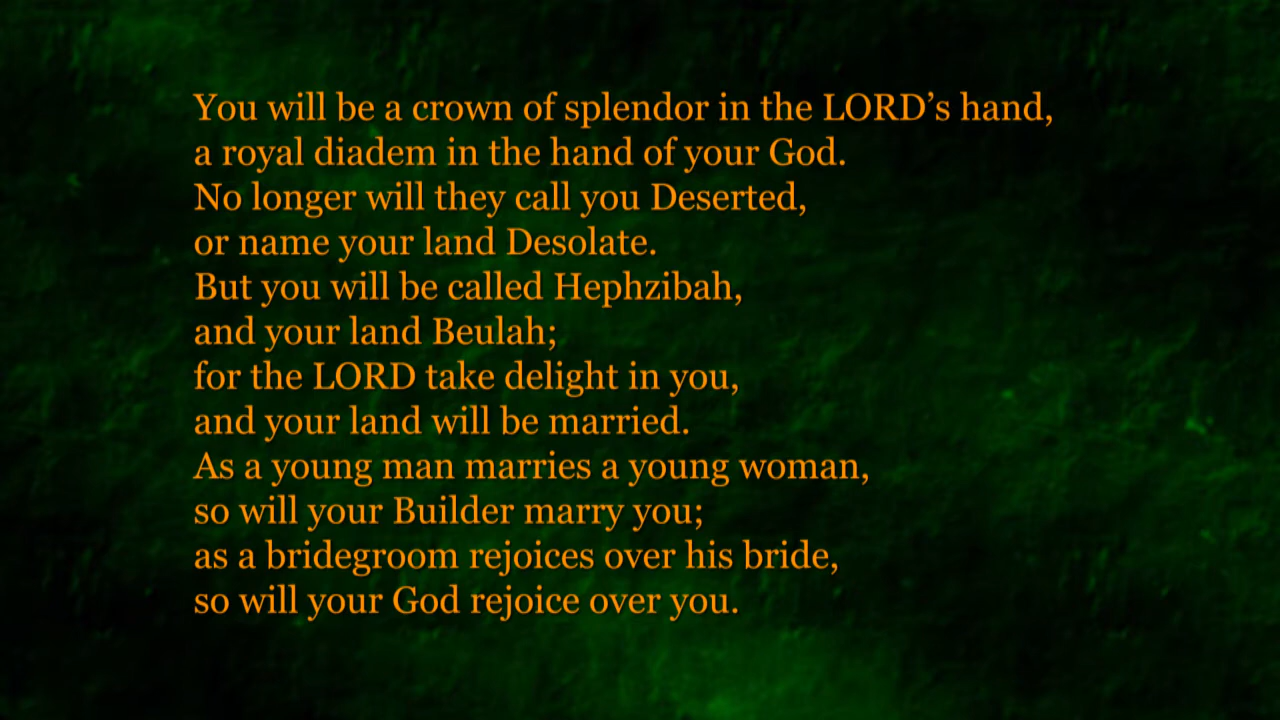 You will be a crown of splendor in the LORD’s hand,
a royal diadem in the hand of your God.
No longer will they call you Deserted,
or name your land Desolate.
But you will be called Hephzibah,
and your land Beulah;
for the LORD take delight in you,
and your land will be married.
As a young man marries a young woman,
so will your Builder marry you;
as a bridegroom rejoices over his bride,
so will your God rejoice over you.